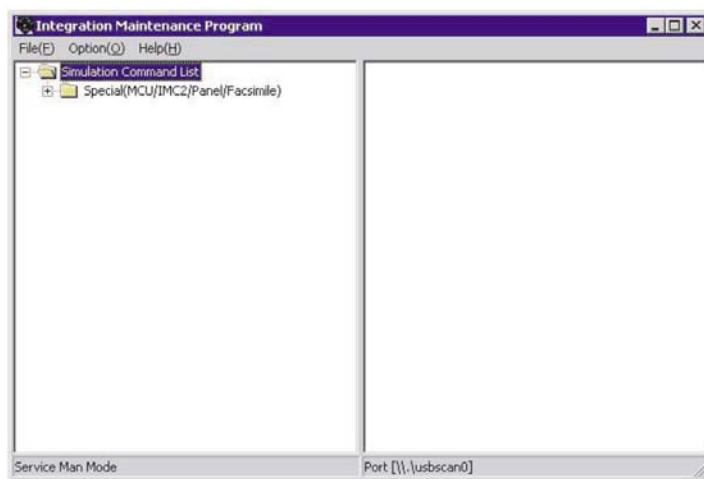 Integration Maintenance Program
File(F) Option(O) Help(H)
Simulation Command List
Special(MCU/IMC2/Panel/Facsimile)
Service Man Mode
Port [\\.\usbscan0]